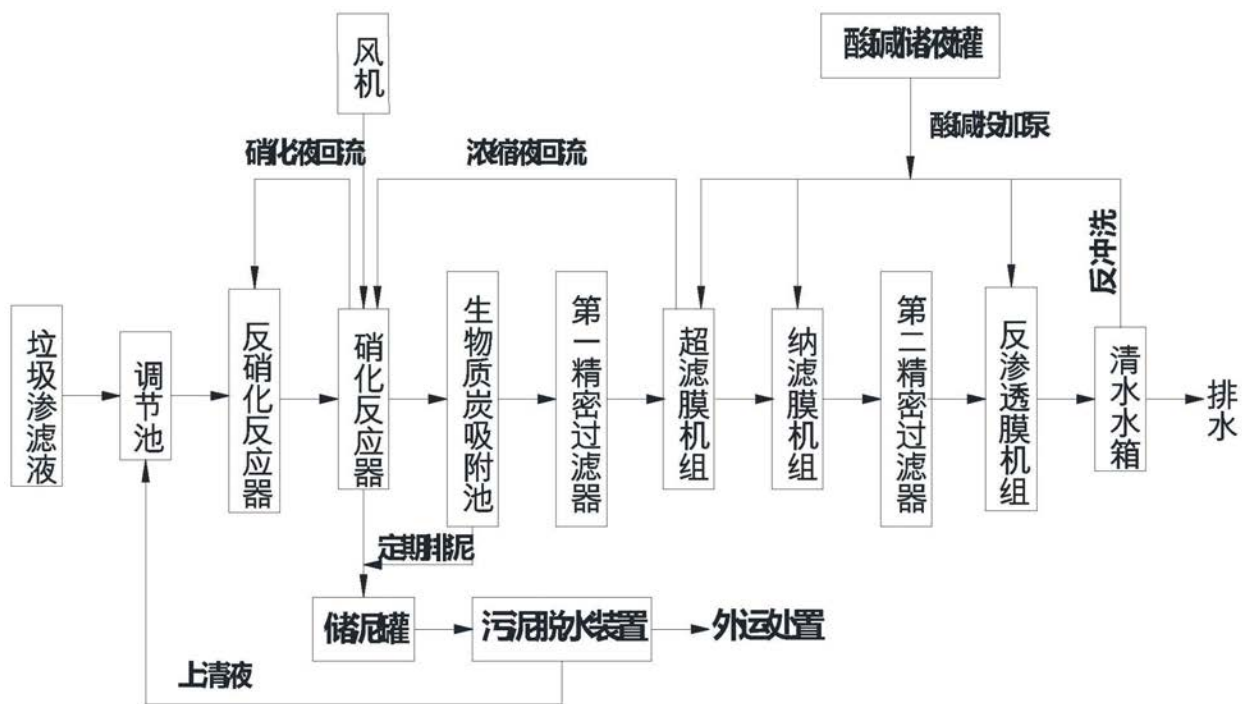 风机
酸碱储液罐
酸碱投加泵
硝化液回流
浓缩液回流
反冲洗
垃圾渗滤液
调节池
反硝化反应器
硝化反应器
生物质炭吸附池
第一精密过滤器
超滤膜机组
纳滤膜机组
第二精密过滤器
反渗透膜机组
清水水箱
排水
定期排泥
储泥罐
污泥脱水装置
外运处置
上清液